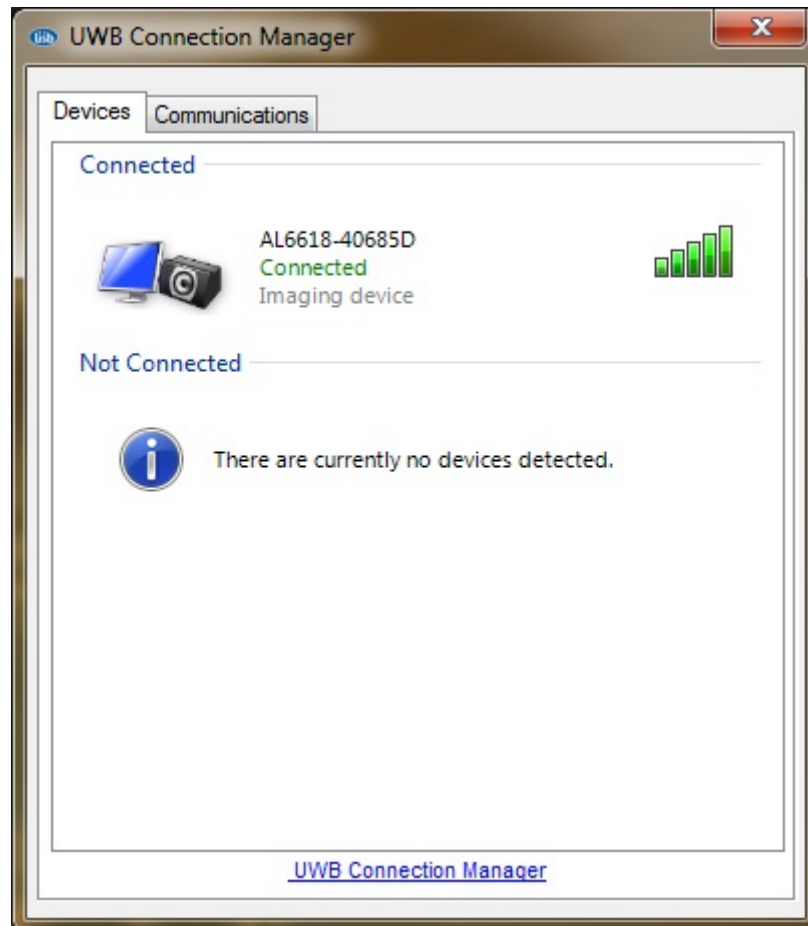 UWB Connection Manager
Devices Communications
Connected
AL6618-40685D
Connected
Imaging device
Not Connected
There are currently no devices detected.
UWB Connection Manager